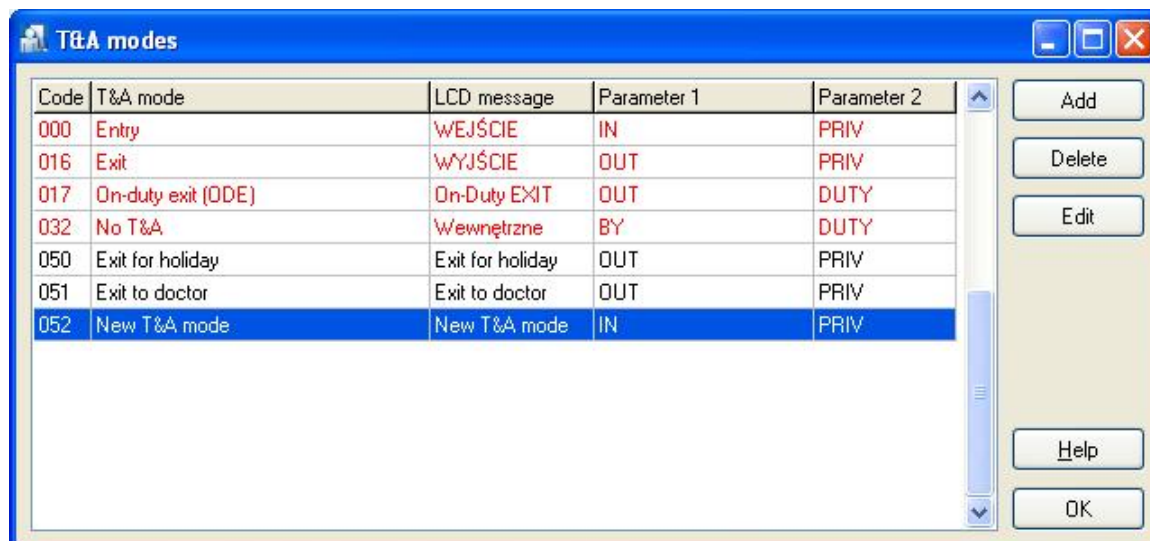 T&A modes
Code T&A mode LCD message Parameter 1 Parameter 2
000 Entry WEJŚCIE IN PRIV
016 Exit WYJŚCIE OUT PRIV
017 On-duty exit (ODE) On-Duty EXIT OUT DUTY
032 No T&A Wewnętrzne BY DUTY
050 Exit for holiday Exit for holiday OUT PRIV
051 Exit to doctor Exit to doctor OUT PRIV
052 New T&A mode New T&A mode IN PRIV
Add
Delete
Edit
Help
OK